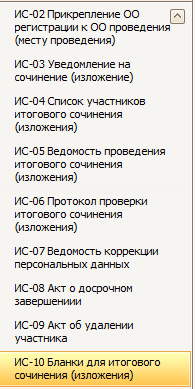 ИС-02 Прикрепление ОО
регистрации к ОО проведения
(месту проведения)
ИС-03 Уведомление на
сочинение (изложение)
ИС-04 Список участников
итогового сочинения
(изложения)
ИС-05 Ведомость проведения
итогового сочинения
(изложения)
ИС-06 Протокол проверки
итогового сочинения
(изложения)
ИС-07 Ведомость коррекции
персональных данных
ИС-08 Акт о досрочном
завершениии
ИС-09 Акт об удалении
участника
ИС-10 Бланки для итогового
сочинения (изложения)